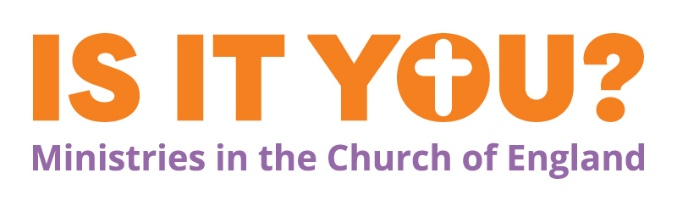 IS IT YOU?
Ministries in the Church of England